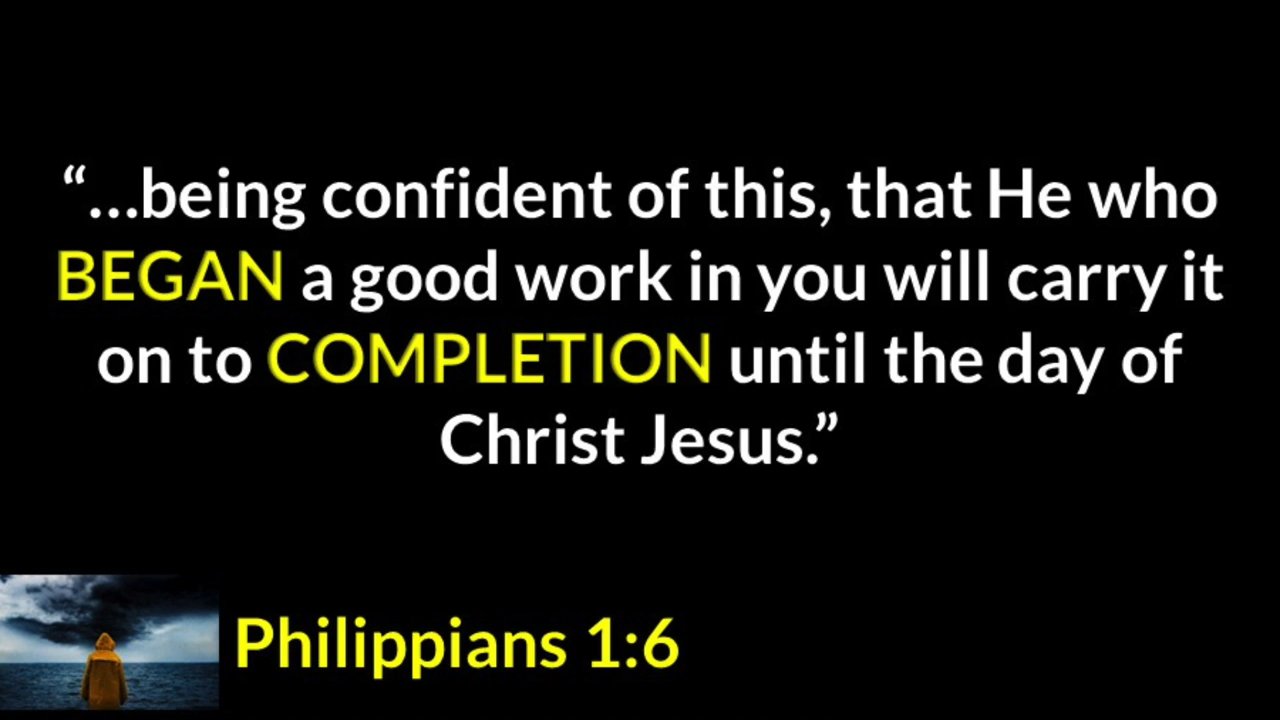 “...being confident of this, that He who
BEGAN a good work in you will carry it
on to COMPLETION until the day of
Christ Jesus.”
Philippians 1:6